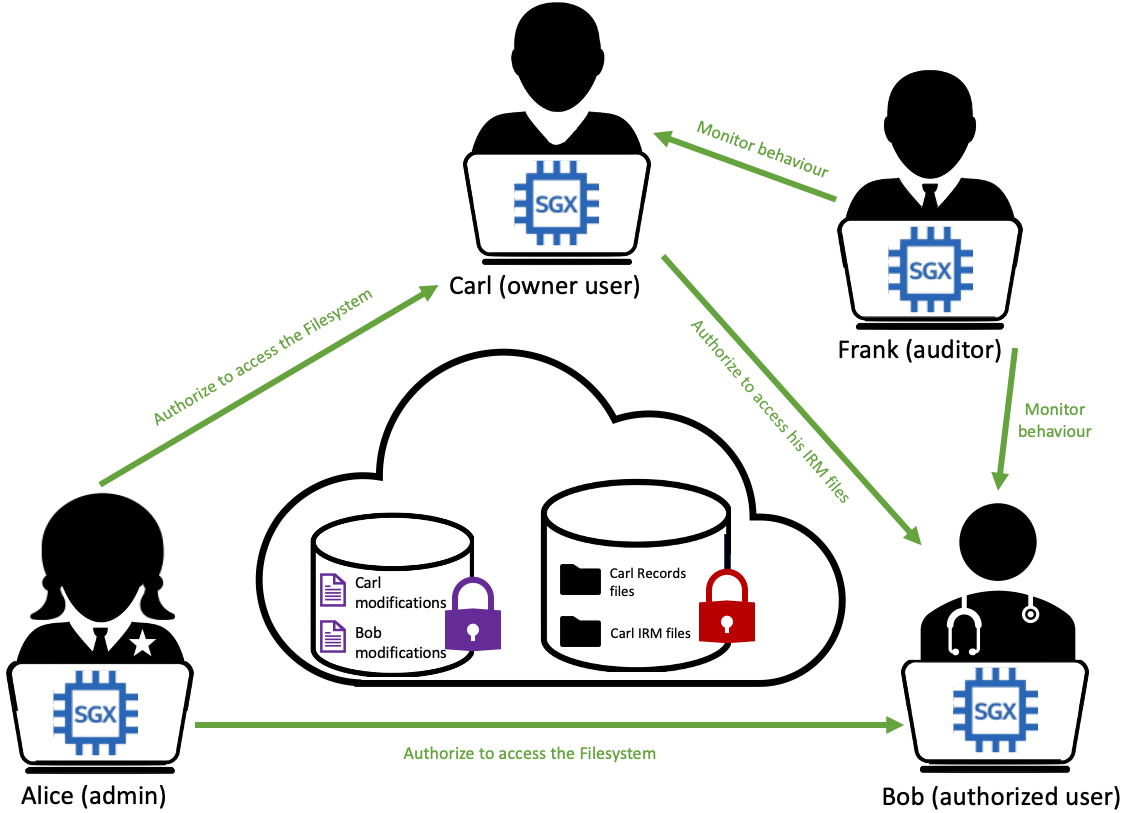 Monitor behaviour
SGX
SGX
Carl (owner user)
Frank (auditor)
Authorize to access the Filesystem
Authorize to access his IRM files
Monitor
behaviour
Carl
modifications
Bob
modifications
Carl Records
files
Carl IRM files
SGX
SGX
Authorize to access the Filesystem
Alice (admin)
Bob (authorized user)